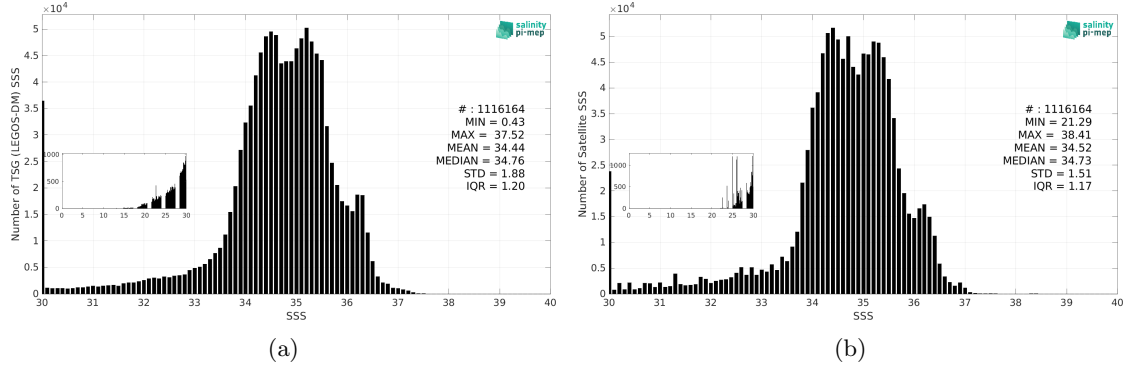 ×10^4
5
4.5
4
3.5
3
2.5
2
1.5
1
0.5
0
Number of TSG (LEGOS-DM) SSS
30 31 32 33 34 35 36 37 38 39 40
SSS
salinity
pi-mep
# : 1116164
MIN = 0.43
MAX = 37.52
MEAN = 34.44
MEDIAN = 34.76
STD = 1.88
IQR = 1.20
1000
500
0
0 5 10 15 20 25 30
(a)
×10^4
5
4.5
4
3.5
3
2.5
2
1.5
1
0.5
0
Number of Satellite SSS
30 31 32 33 34 35 36 37 38 39 40
SSS
salinity
pi-mep
# : 1116164
MIN = 21.29
MAX = 38.41
MEAN = 34.52
MEDIAN = 34.73
STD = 1.51
IQR = 1.17
1000
500
0
0 5 10 15 20 25 30
(b)